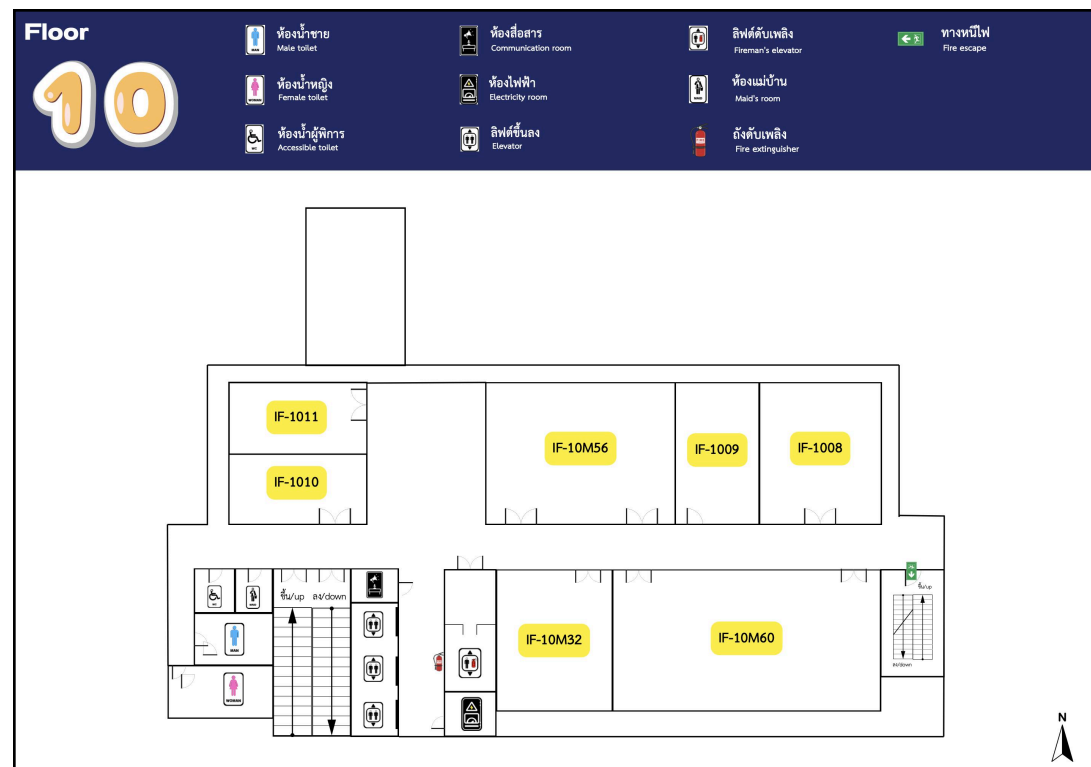 Floor
10
ห้องน้ำชาย
Male toilet
ห้องน้ำหญิง
Female toilet
ห้องน้ำผู้พิการ
Accessible toilet
ห้องสื่อสาร
Communication room
ห้องไฟฟ้า
Electricity room
ลิฟต์ขึ้นลง
Elevator
ลิฟต์ดับเพลิง
Fireman's elevator
ห้องแม่บ้าน
Maid's room
ถังดับเพลิง
Fire extinguisher
ทางหนีไฟ
Fire escape
MAN
WOMAN
WC
IF-1011
IF-10M56
IF-1009
IF-1008
IF-1010
ขึ้น/up
ลง/down
ขึ้น/up
MAN
IF-10M32
IF-10M60
ลง/down
WOMAN
N